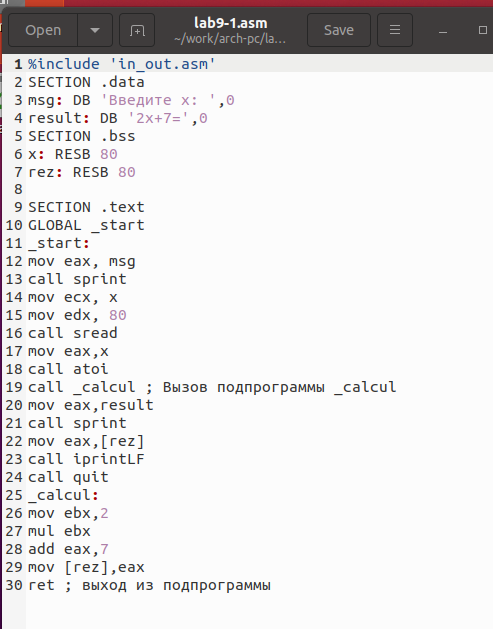 Open
lab9-1.asm
~/work/arch-pc/la...
Save
1 %include 'in_out.asm'
2 SECTION .data
3 msg: DB 'Введите x: ',0
4 result: DB '2x+7=',0
5 SECTION .bss
6 x: RESB 80
7 rez: RESB 80
8
9 SECTION .text
10 GLOBAL _start
11 _start:
12 mov eax, msg
13 call sprint
14 mov ecx, x
15 mov edx, 80
16 call sread
17 mov eax,x
18 call atoi
19 call _calcul ; Вызов подпрограммы _calcul
20 mov eax,result
21 call sprint
22 mov eax,[rez]
23 call iprintLF
24 call quit
25 _calcul:
26 mov ebx,2
27 mul ebx
28 add eax,7
29 mov [rez],eax
30 ret ; выход из подпрограммы